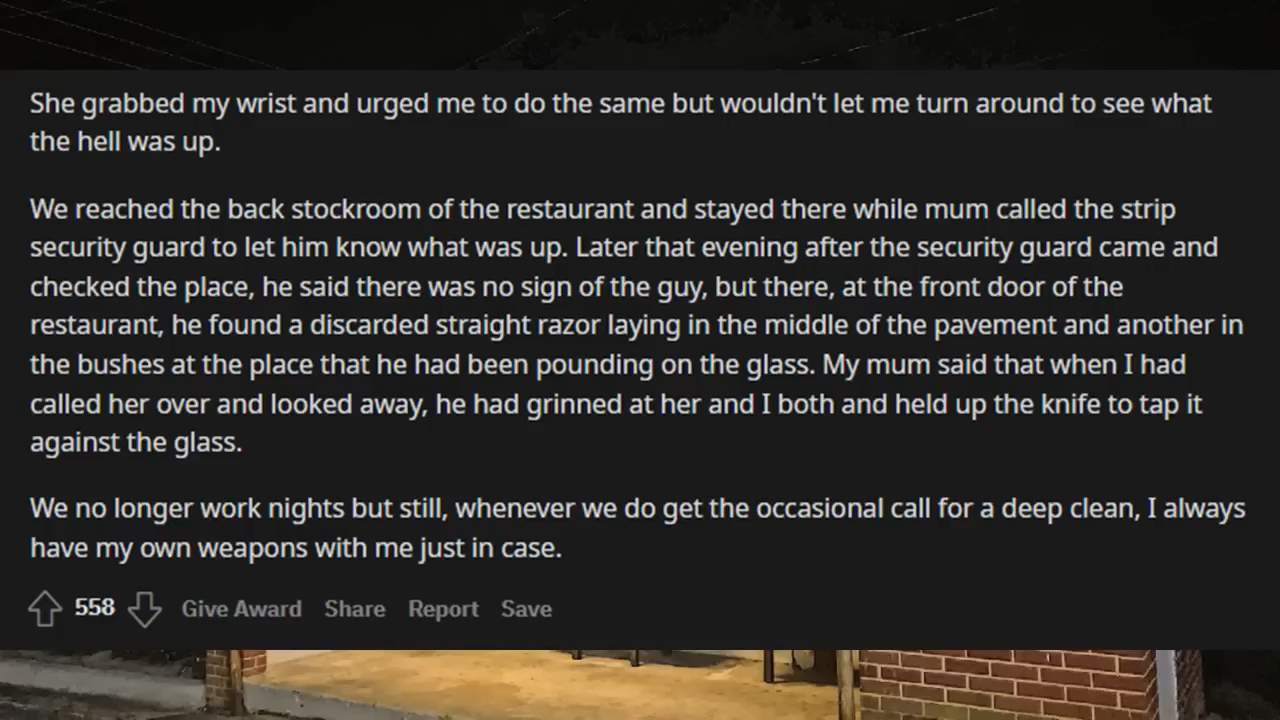 She grabbed my wrist and urged me to do the same but wouldn't let me turn around to see what
the hell was up.
We reached the back stockroom of the restaurant and stayed there while mum called the strip
security guard to let him know what was up. Later that evening after the security guard came and
checked the place, he said there was no sign of the guy, but there, at the front door of the
restaurant, he found a discarded straight razor laying in the middle of the pavement and another in
the bushes at the place that he had been pounding on the glass. My mum said that when I had
called her over and looked away, he had grinned at her and I both and held up the knife to tap it
against the glass.
We no longer work nights but still, whenever we do get the occasional call for a deep clean, I always
have my own weapons with me just in case.
558 Give Award Share Report Save